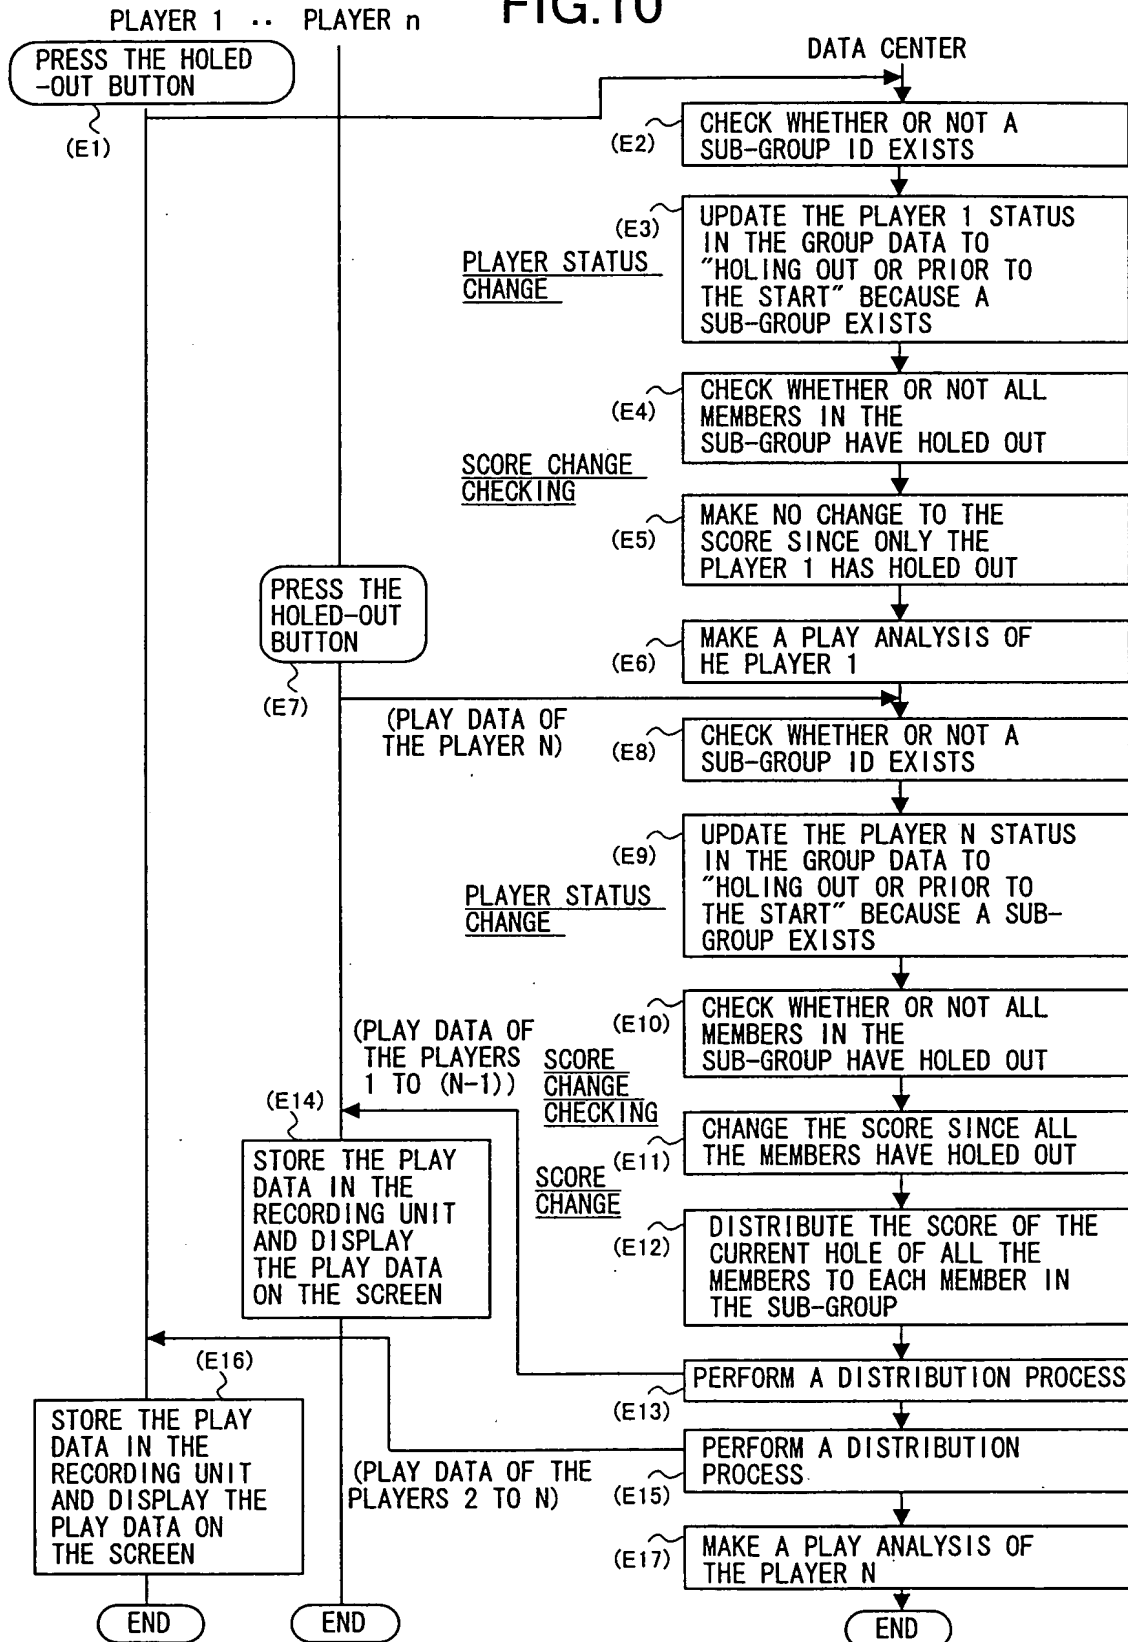 FIG.10
PLAYER 1 ·· PLAYER n
PRESS THE HOLED
-OUT BUTTON
(E1)
DATA CENTER
(E2)
CHECK WHETHER OR NOT A
SUB-GROUP ID EXISTS
(E3)
UPDATE THE PLAYER 1 STATUS
IN THE GROUP DATA TO
"HOLING OUT OR PRIOR TO
THE START" BECAUSE A
SUB-GROUP EXISTS
PLAYER STATUS
CHANGE
(E4)
CHECK WHETHER OR NOT ALL
MEMBERS IN THE
SUB-GROUP HAVE HOLED OUT
SCORE CHANGE
CHECKING
(E5)
MAKE NO CHANGE TO THE
SCORE SINCE ONLY THE
PLAYER 1 HAS HOLED OUT
PRESS THE
HOLED-OUT
BUTTON
(E7)
(E6)
MAKE A PLAY ANALYSIS OF
HE PLAYER 1
(PLAY DATA OF
THE PLAYER N)
(E8)
CHECK WHETHER OR NOT A
SUB-GROUP ID EXISTS
(E9)
UPDATE THE PLAYER N STATUS
IN THE GROUP DATA TO
"HOLING OUT OR PRIOR TO
THE START" BECAUSE A SUB-
GROUP EXISTS
PLAYER STATUS
CHANGE
(E10)
CHECK WHETHER OR NOT ALL
MEMBERS IN THE
SUB-GROUP HAVE HOLED OUT
(PLAY DATA OF
THE PLAYERS
1 TO (N-1))
SCORE
CHANGE
CHECKING
(E11)
CHANGE THE SCORE SINCE ALL
THE MEMBERS HAVE HOLED OUT
(E14)
STORE THE PLAY
DATA IN THE
RECORDING UNIT
AND DISPLAY
THE PLAY DATA
ON THE SCREEN
SCORE
CHANGE
(E12)
DISTRIBUTE THE SCORE OF THE
CURRENT HOLE OF ALL THE
MEMBERS TO EACH MEMBER IN
THE SUB-GROUP
PERFORM A DISTRIBUTION PROCESS
(E13)
(E16)
STORE THE PLAY
DATA IN THE
RECORDING UNIT
AND DISPLAY THE
PLAY DATA ON
THE SCREEN
(PLAY DATA OF THE
PLAYERS 2 TO N)
(E15)
PERFORM A DISTRIBUTION
PROCESS
(E17)
MAKE A PLAY ANALYSIS OF
THE PLAYER N
END
END
END